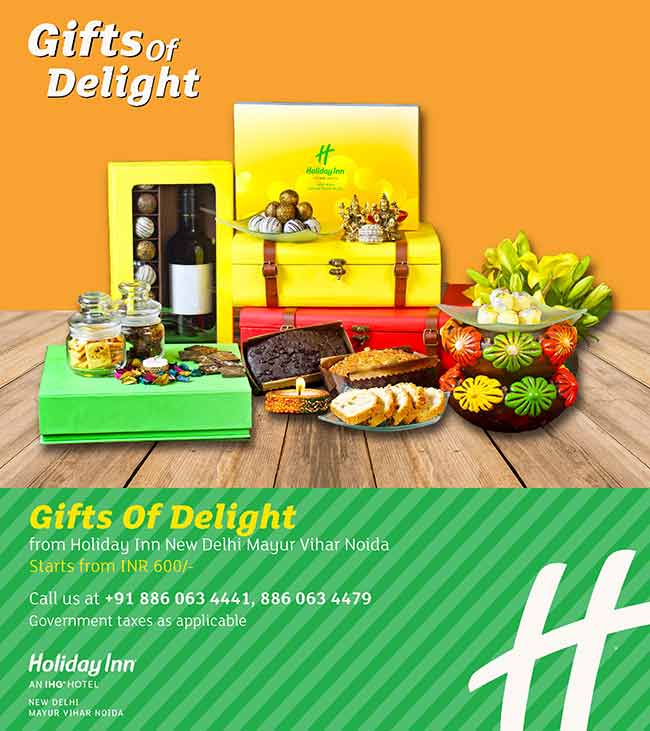 Gifts Of
Delight
H
Holiday Inn
Gifts Of Delight
from Holiday Inn New Delhi Mayur Vihar Noida
Starts from INR 600/-
Call us at +91 886 063 4441, 886 063 4479
Government taxes as applicable
H
Holiday Inn
AN IHG® HOTEL
NEW DELHI
MAYUR VIHAR NOIDA